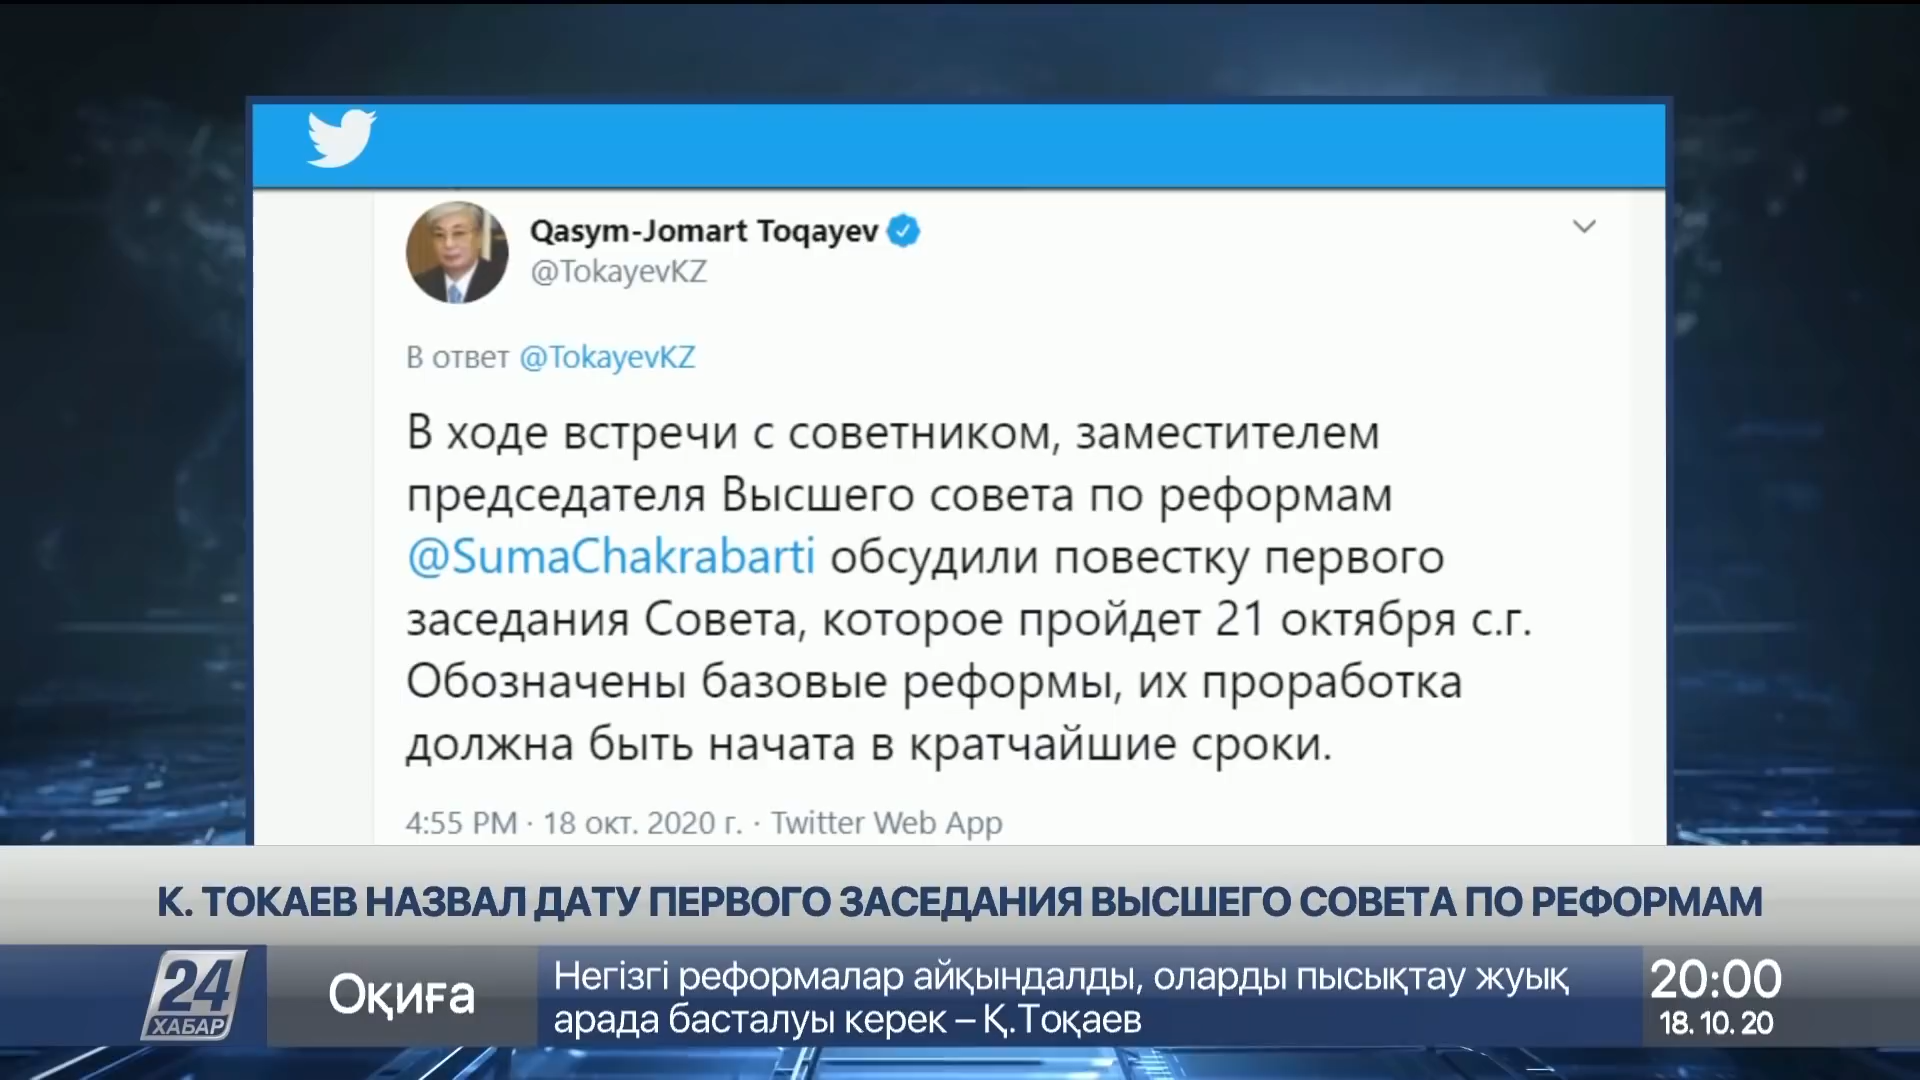 Qasym-Jomart Toqayev
@TokayevKZ
В ответ @TokayevKZ
В ходе встречи с советником, заместителем
председателя Высшего совета по реформам
@SumaChakrabarti обсудили повестку первого
заседания Совета, которое пройдет 21 октября с.г.
Обозначены базовые реформы, их проработка
должна быть начата в кратчайшие сроки.
4:55 PM · 18 окт. 2020 г. · Twitter Web App
К. ТОКАЕВ НАЗВАЛ ДАТУ ПЕРВОГО ЗАСЕДАНИЯ ВЫСШЕГО СОВЕТА ПО РЕФОРМАМ
24
ХАБАР
Оқиға
Негізгі реформалар айқындалды, оларды пысықтау жуық
арада басталуы керек – Қ.Тоқаев
20:00
18. 10. 20